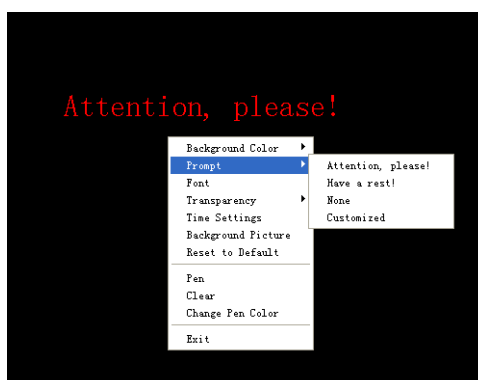 Attention, please!
Background Color
Prompt
Font
Transparency
Time Settings
Background Picture
Reset to Default
Pen
Clear
Change Pen Color
Exit
Attention, please!
Have a rest!
None
Customized